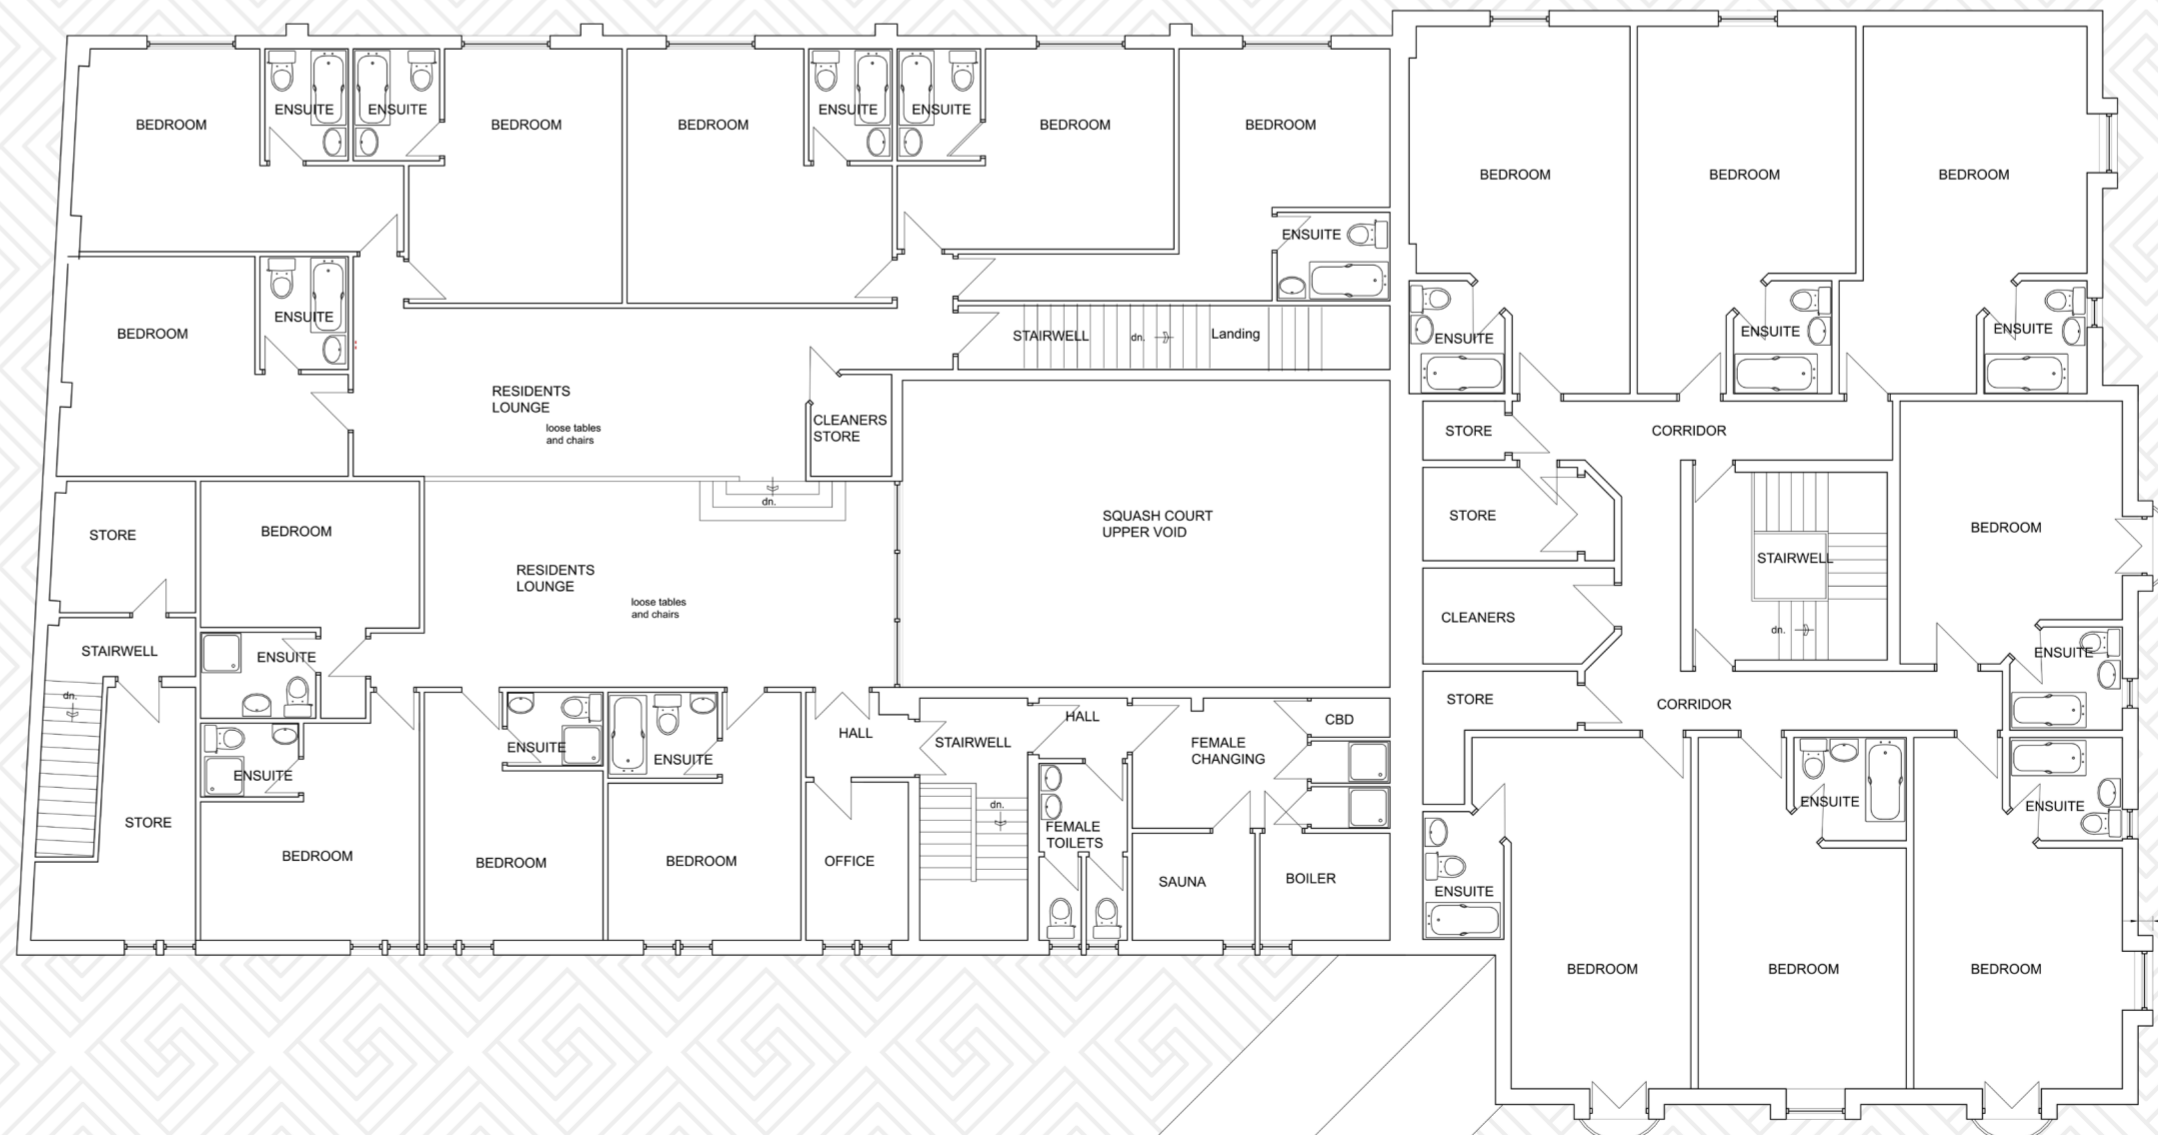 BEDROOM
ENSUITE
ENSUITE
BEDROOM
BEDROOM
ENSUITE
ENSUITE
BEDROOM
BEDROOM
BEDROOM
BEDROOM
BEDROOM
ENSUITE
BEDROOM
ENSUITE
STAIRWELL
dn.
Landing
ENSUITE
ENSUITE
ENSUITE
RESIDENTS
LOUNGE
loose tables
and chairs
CLEANERS
STORE
STORE
CORRIDOR
dn.
STORE
BEDROOM
SQUASH COURT
UPPER VOID
STORE
BEDROOM
STAIRWELL
RESIDENTS
LOUNGE
loose tables
and chairs
CLEANERS
dn.
STAIRWELL
ENSUITE
ENSUITE
dn.
STORE
CORRIDOR
HALL
STAIRWELL
HALL
CBD
FEMALE
CHANGING
ENSUITE
ENSUITE
ENSUITE
dn.
ENSUITE
ENSUITE
STORE
FEMALE
TOILETS
BEDROOM
BEDROOM
BEDROOM
OFFICE
SAUNA
BOILER
ENSUITE
BEDROOM
BEDROOM
BEDROOM